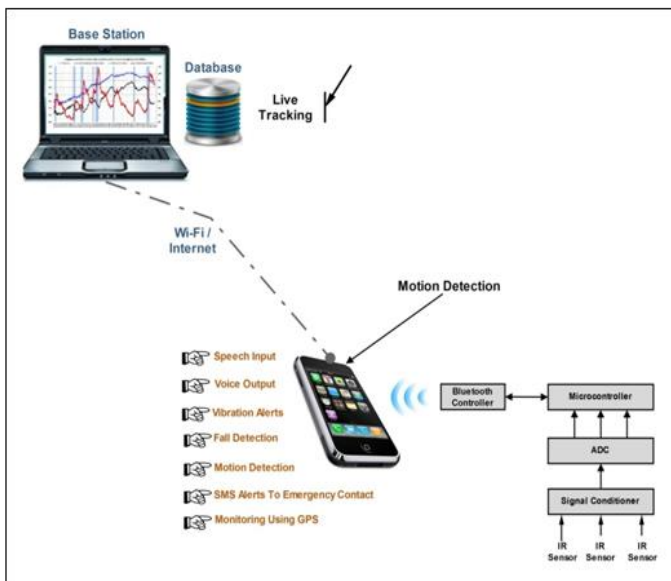 Base Station
Database
Live
Tracking
Wi-Fi /
Internet
Motion Detection
Speech Input
Voice Output
Vibration Alerts
Fall Detection
Motion Detection
SMS Alerts To Emergency Contact
Monitoring Using GPS
Bluetooth
Controller
Microcontroller
ADC
Signal Conditioner
IR
Sensor
IR
Sensor
IR
Sensor